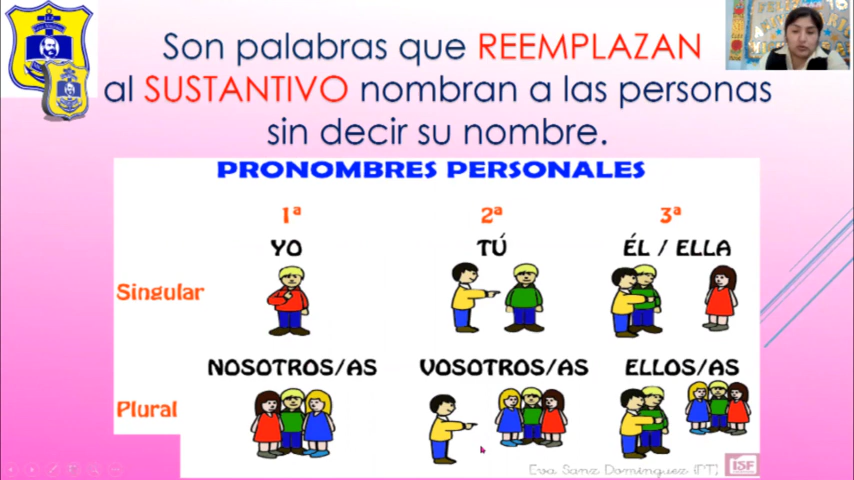 Son palabras que REEMPLAZAN
al SUSTANTIVO nombran a las personas
sin decir su nombre.
PRONOMBRES PERSONALES
1ª 2ª 3ª
YO TÚ ÉL / ELLA
Singular
NOSOTROS/AS VOSOTROS/AS ELLOS/AS
Plural
Eva Sanz Domínguez (PT)